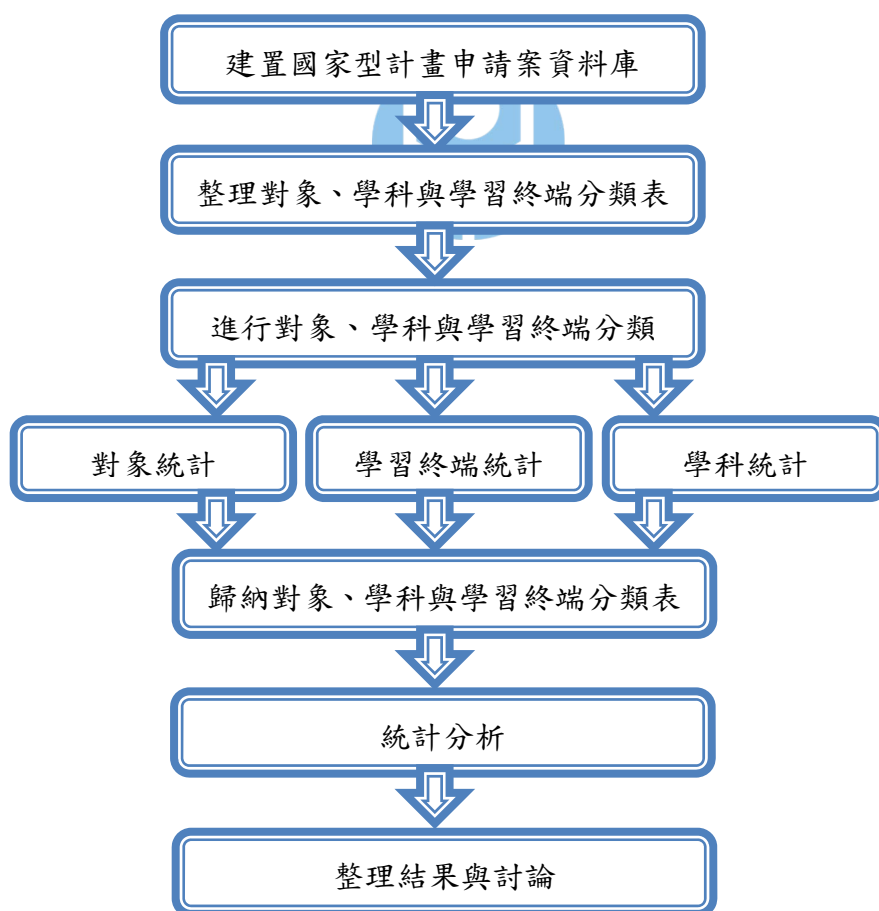 建置國家型計畫申請案資料庫
整理對象、學科與學習終端分類表
進行對象、學科與學習終端分類
對象統計
學習終端統計
學科統計
歸納對象、學科與學習終端分類表
統計分析
整理結果與討論